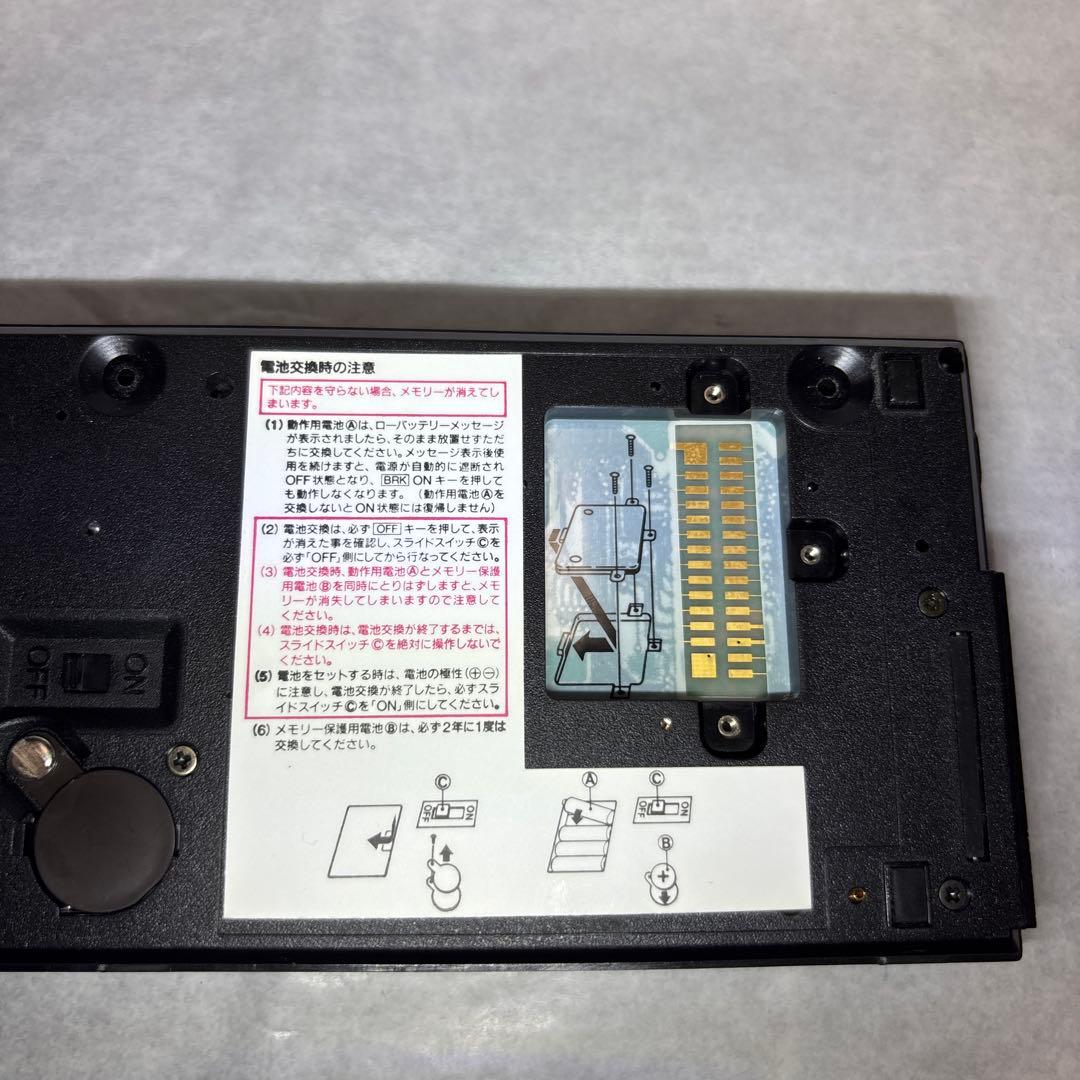 電池交換時の注意
下記内容を守らない場合、メモリーが消えてし
まいます。
(1) 動作用電池Ⓐは、ローバッテリーメッセージ
が表示されましたら、そのまま放置せずただ
ちに交換してください。メッセージ表示後使
用を続けますと、電源が自動的に遮断され
OFF状態となり、BRK ONキーを押して
も動作しなくなります。(動作用電池Ⓐを
交換しないとON状態には復帰しません)
(2) 電池交換は、必ずOFFキーを押して、表示
が消えた事を確認し、スライドスイッチⒸを
必ず「OFF」側にしてから行なってください。
(3) 電池交換時、動作用電池Ⓐとメモリー保護
用電池Ⓑを同時にとりはずしますと、メモ
リーが消失してしまいますので注意して
ください。
(4) 電池交換時は、電池交換が終了するまでは、
スライドスイッチⒸを絶対に操作しないで
ください。
(5) 電池をセットする時は、電池の極性(⊕⊖)
に注意し、電池交換が終了したら、必ずスラ
イドスイッチⒸを「ON」側にしてください。
(6) メモリー保護用電池Ⓑは、必ず2年に1度は
交換してください。
OFF ON
Ⓒ
OFF ON
Ⓐ
Ⓒ
OFF ON
Ⓑ
+